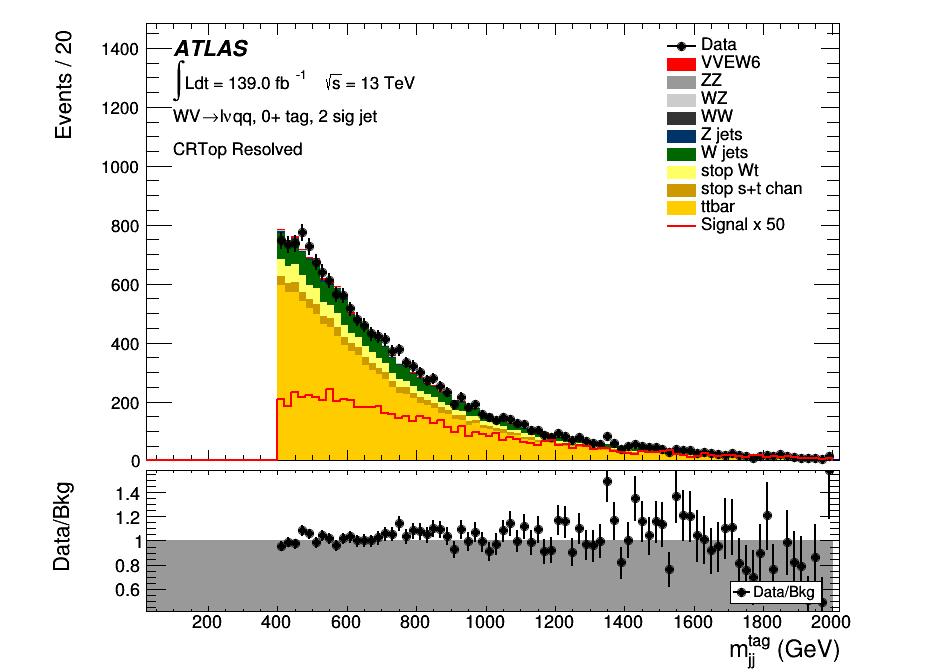 Events / 20
1400
1200
1000
800
600
400
200
0
ATLAS
∫Ldt = 139.0 fb⁻¹ √s = 13 TeV
WV→lνqq, 0+ tag, 2 sig jet
CRTop Resolved
Data
VVEW6
ZZ
WZ
WW
Z jets
W jets
stop Wt
stop s+t chan
ttbar
Signal x 50
Data/Bkg
1.4
1.2
1
0.8
0.6
Data/Bkg
200 400 600 800 1000 1200 1400 1600 1800 2000
m_jj^tag (GeV)